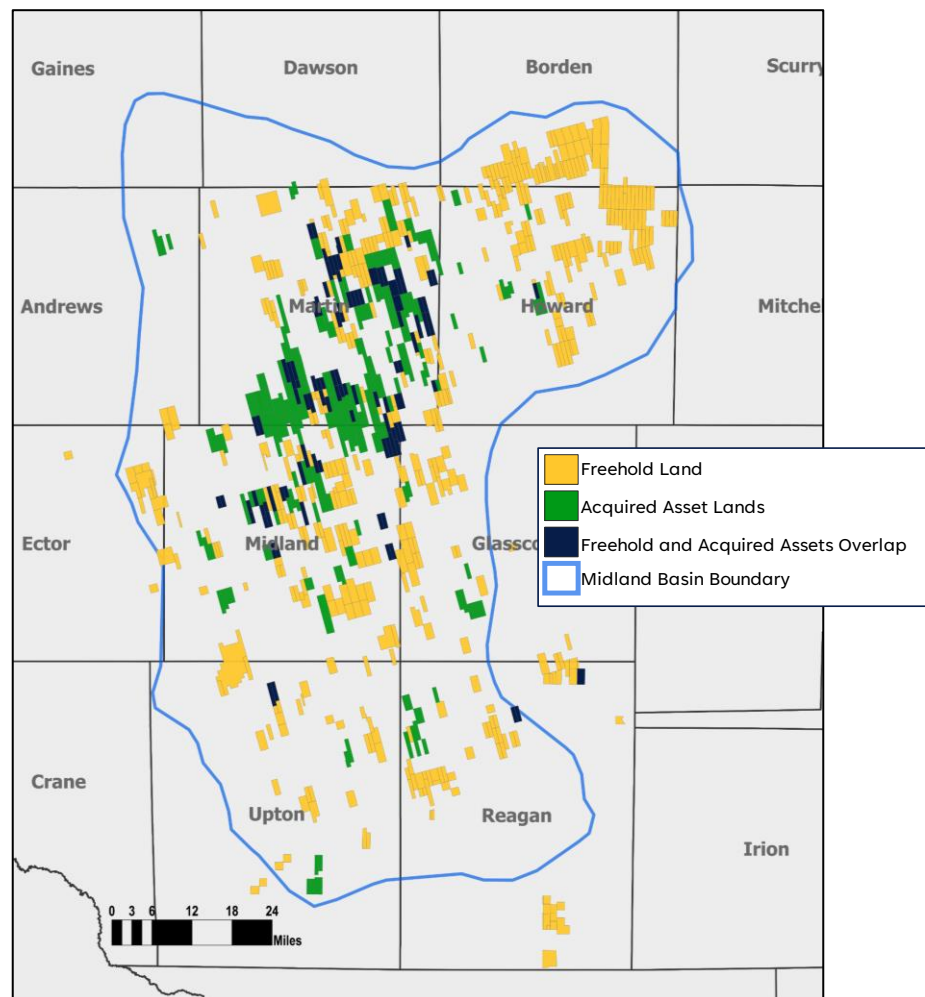 Gaines
Dawson
Borden
Scurry
Andrews
Martin
Howard
Mitche
Freehold Land
Acquired Asset Lands
Freehold and Acquired Assets Overlap
Midland Basin Boundary
Ector
Midland
Glassco
Crane
Upton
Reagan
Irion
0 3 6 12 18 24
Miles